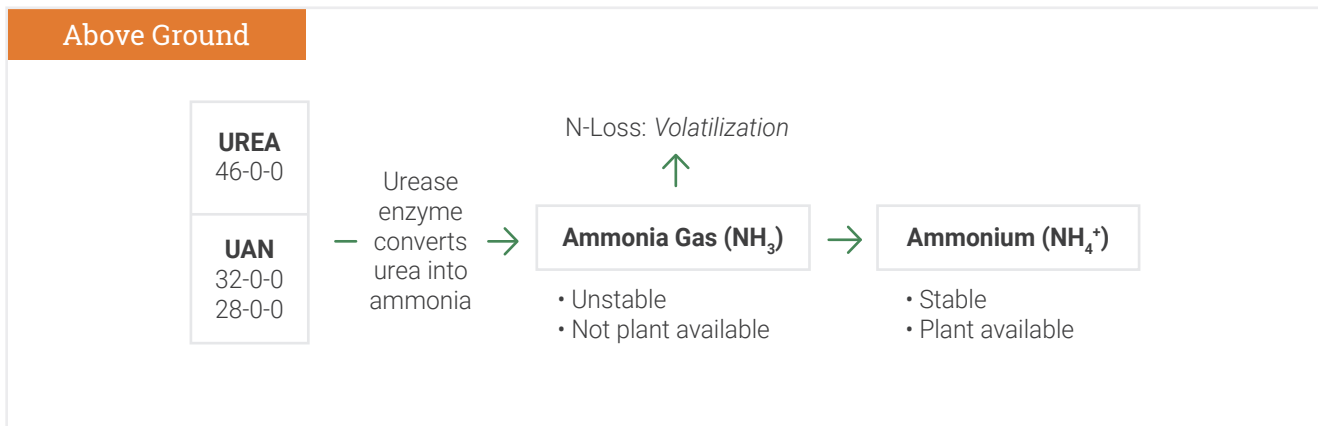 Above Ground
UREA
46-0-0
UAN
32-0-0
28-0-0
Urease
enzyme
converts
urea into
ammonia
N-Loss: Volatilization
Ammonia Gas (NH₃)
• Unstable
• Not plant available
Ammonium (NH₄⁺)
• Stable
• Plant available